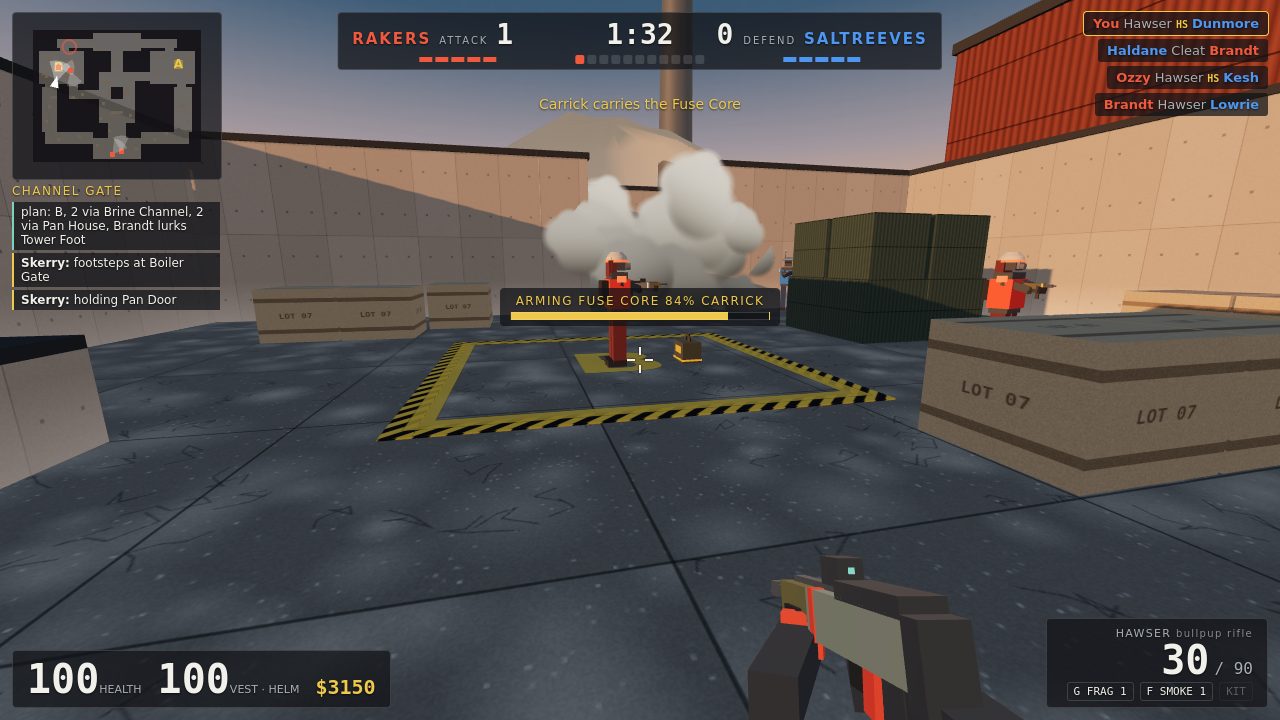 RAKERS ATTACK 1 1:32 0 DEFEND SALTREEVES
You Hawser HS Dunmore
Haldane Cleat Brandt
Ozzy Hawser HS Kesh
Brandt Hawser Lowrie
B
A
Carrick carries the Fuse Core
CHANNEL GATE
plan: B, 2 via Brine Channel, 2
via Pan House, Brandt lurks
Tower Foot
Skerry: footsteps at Boiler
Gate
Skerry: holding Pan Door
ARMING FUSE CORE 84% CARRICK
LOT 07
LOT 07
LOT 07
LOT 07
LOT 07
100 HEALTH 100 VEST · HELM $3150
HAWSER bullpup rifle
30 / 90
G FRAG 1 F SMOKE 1 KIT